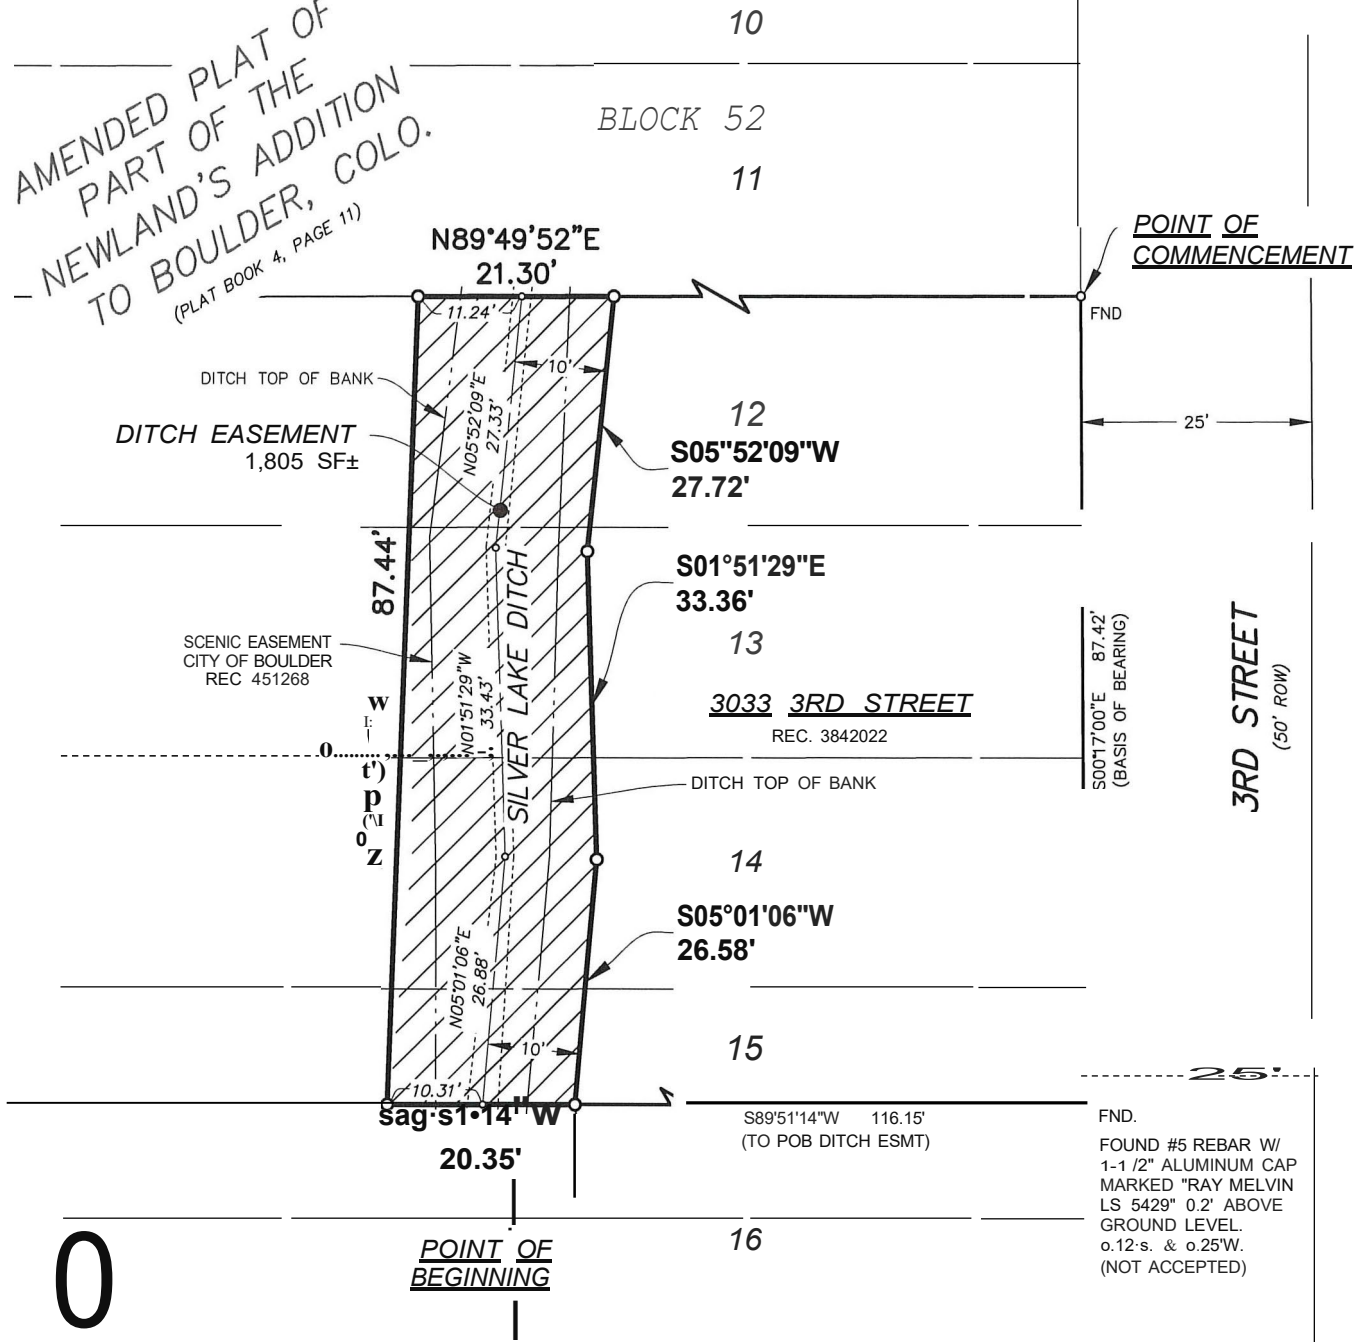 10
AMENDED PLAT OF
PART OF THE
NEWLAND'S ADDITION
TO BOULDER, COLO.
(PLAT BOOK 4, PAGE 11)
BLOCK 52
11
N89°49'52"E
21.30'
POINT OF
COMMENCEMENT
FND
11.24'
10'
DITCH TOP OF BANK
DITCH EASEMENT
1,805 SF±
N05°52'09"E
27.33'
12
S05"52'09"W
27.72'
25'
87.44'
S01°51'29"E
33.36'
13
SCENIC EASEMENT
CITY OF BOULDER
REC 451268
N01°51'29"W
33.43'
SILVER LAKE DITCH
3033 3RD STREET
REC. 3842022
S00°17'00"E 87.42'
(BASIS OF BEARING)
3RD STREET
(50' ROW)
w
t')
p
0
z
DITCH TOP OF BANK
14
S05°01'06"W
26.58'
N05°01'06"E
26.88'
10'
15
10.31'
sag·s1•14" W
20.35'
25'
S89'51'14"W 116.15'
(TO POB DITCH ESMT)
FND.
FOUND #5 REBAR W/
1-1 /2" ALUMINUM CAP
MARKED "RAY MELVIN
LS 5429" 0.2' ABOVE
GROUND LEVEL.
o.12·s. & o.25'W.
(NOT ACCEPTED)
POINT OF
BEGINNING
16
0